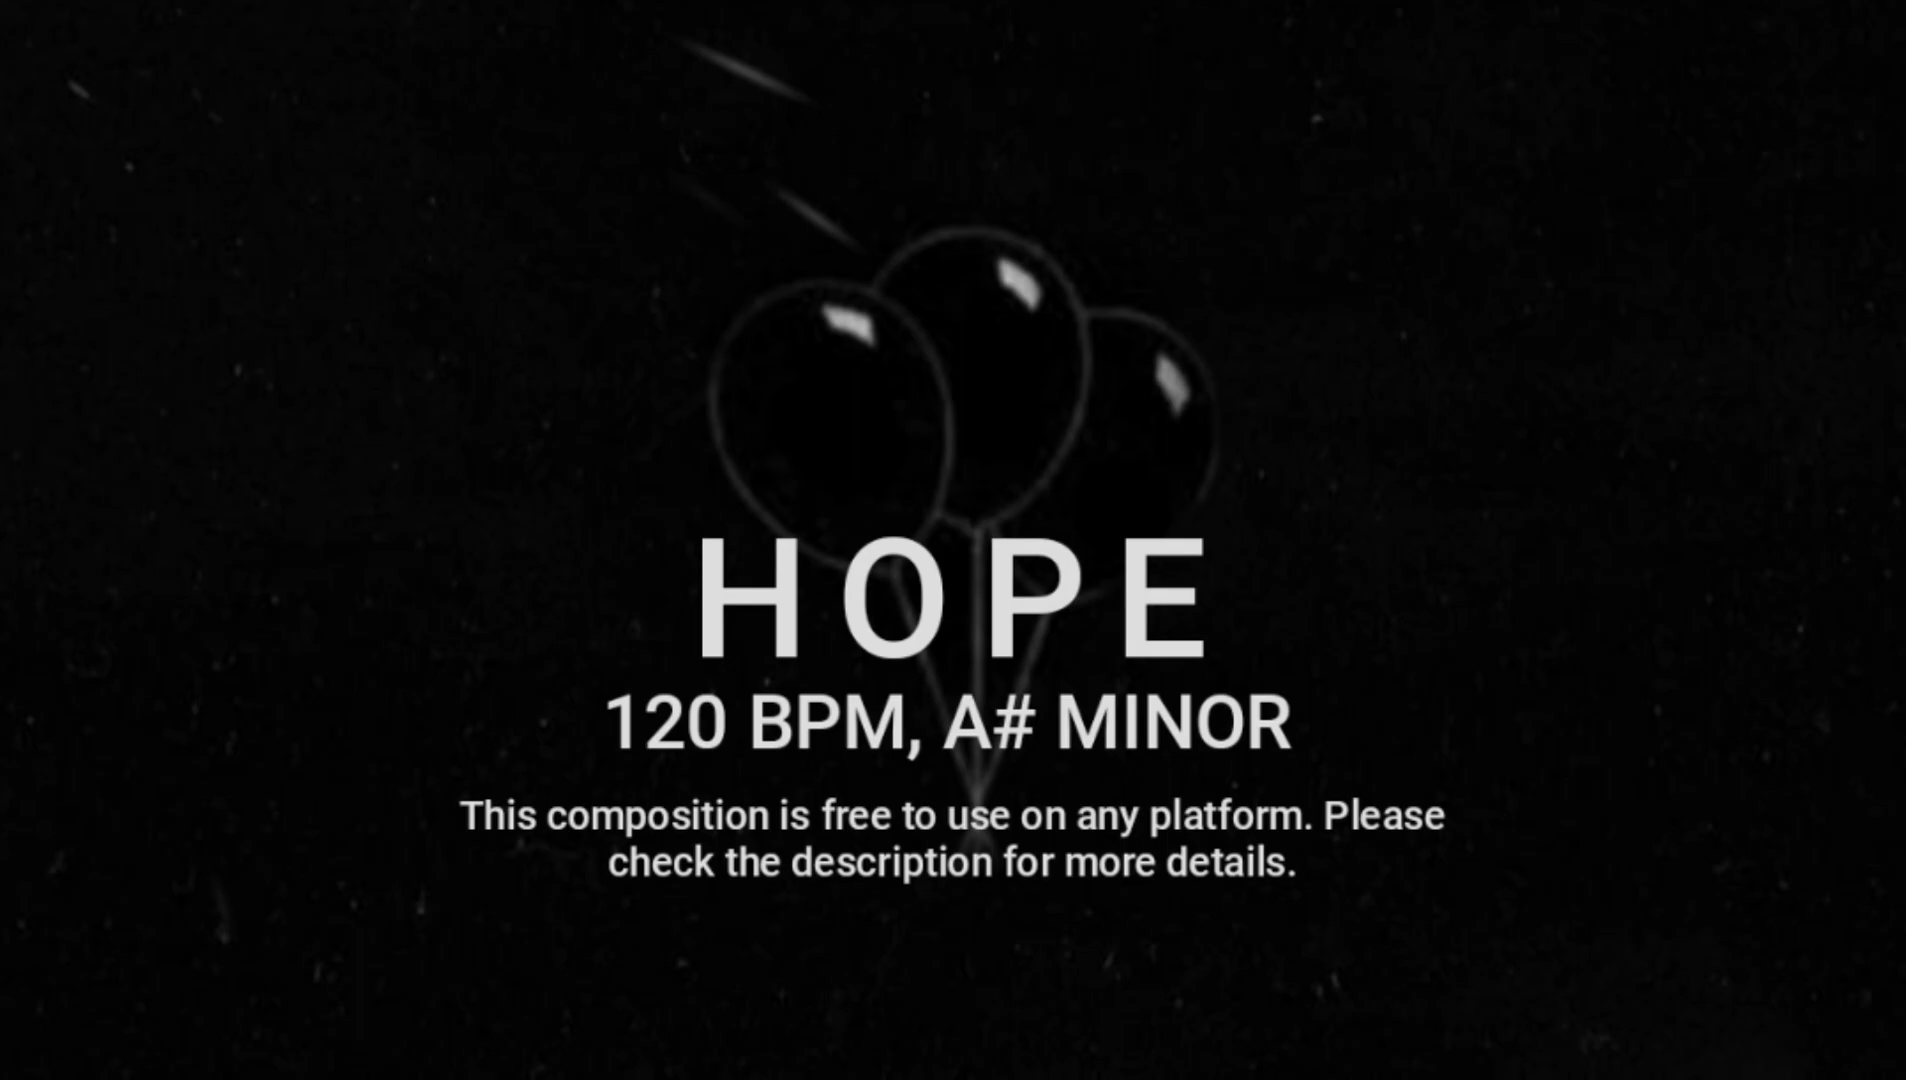 HOPE
120 BPM, A# MINOR
This composition is free to use on any platform. Please
check the description for more details.